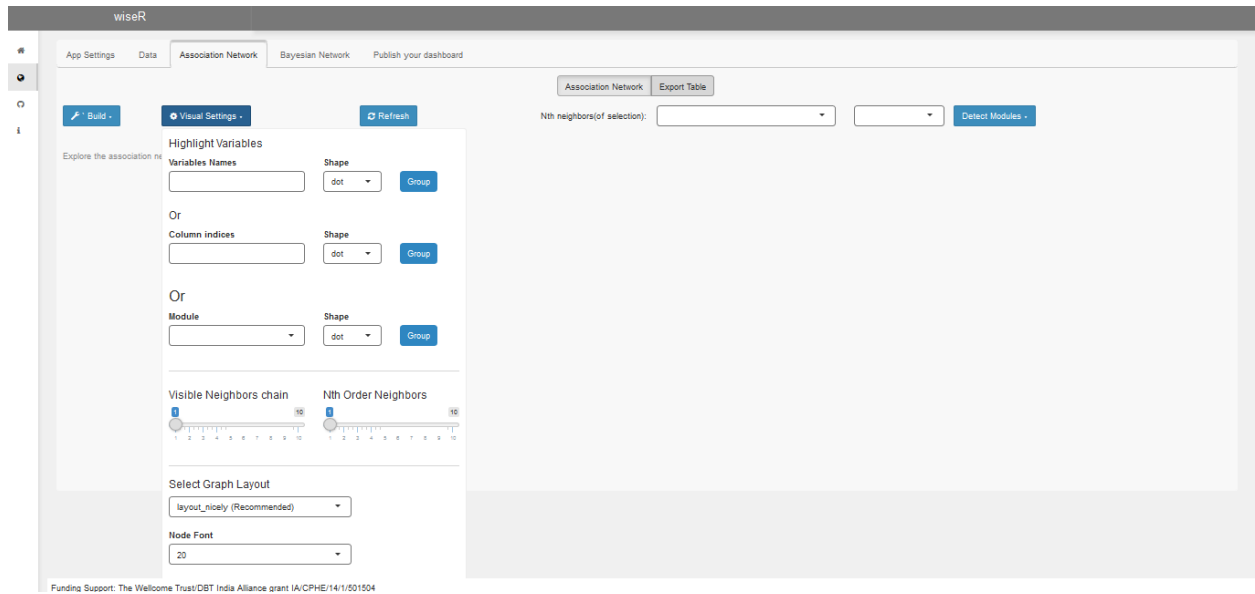 wiseR
App Settings Data Association Network Bayesian Network Publish your dashboard
Association Network Export Table
Build Visual Settings Refresh Nth neighbors(of selection): Detect Modules
Explore the association ne
Highlight Variables
Variables Names Shape
dot Group
Or
Column indices Shape
dot Group
Or
Module Shape
dot Group
Visible Neighbors chain Nth Order Neighbors
1 10 1 10
1 2 3 4 5 6 7 8 9 10 1 2 3 4 5 6 7 8 9 10
Select Graph Layout
layout_nicely (Recommended)
Node Font
20
Funding Support: The Wellcome Trust/DBT India Alliance grant IA/CPHE/14/1/501504